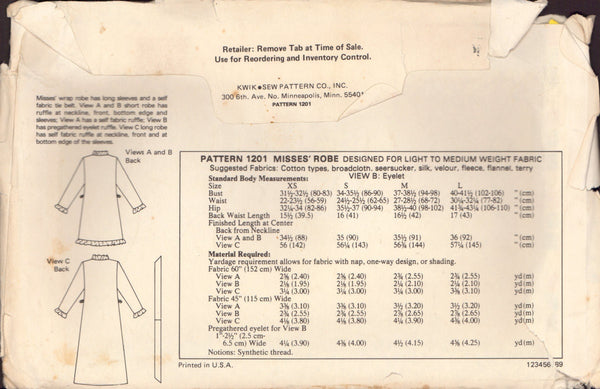 Retailer: Remove Tab at Time of Sale.
Use for Reordering and Inventory Control.
KWIK•SEW PATTERN CO., INC.
300 6th. Ave. No. Minneapolis, Minn. 55401
PATTERN 1201
Misses' wrap robe has long sleeves and a self
fabric tie belt. View A and B short robe has
ruffle at neckline, front, bottom edge and
sleeves; View A has a self fabric ruffle; View B
has pregathered eyelet ruffle. View C long robe
has self fabric ruffle at neckline, front and at
bottom edge of the sleeves.
Views A and B
Back
View C
Back
PATTERN 1201 MISSES' ROBE DESIGNED FOR LIGHT TO MEDIUM WEIGHT FABRIC
Suggested Fabrics: Cotton types, broadcloth, seersucker, silk, velour, fleece, flannel, terry
VIEW B: Eyelet
Standard Body Measurements:
Size XS S M L
Bust 31½-32½ (80-83) 34-35½ (86-90) 37-38½ (94-98) 40-41½ (102-106) "(cm)
Waist 22-23½ (56-59) 24½-25½ (62-65) 27-28½ (68-72) 30¼-32¼ (77-82) "(cm)
Hip 32¼-34 (82-86) 35½-37 (90-94) 38½-40 (98-102) 41¾-43¼ (106-110) "(cm)
Back Waist Length 15½ (39.5) 16 (41) 16½ (42) 17 (43) "(cm)
Finished Length at Center
Back from Neckline
View A and B 34½ (88) 35 (90) 35½ (91) 36 (92) "(cm)
View C 56 (142) 56¼ (143) 56¾ (144) 57¼ (145) "(cm)
Material Required:
Yardage requirement allows for fabric with nap, one-way design, or shading.
Fabric 60" (152 cm) Wide
View A 2⅝ (2.40) 2⅝ (2.40) 2¾ (2.55) 2¾ (2.55) yd(m)
View B 2⅛ (1.95) 2⅛ (1.95) 2¼ (2.10) 2¼ (2.10) yd(m)
View C 3¼ (3.00) 3¼ (3.00) 3⅜ (3.10) yd(m)
Fabric 45" (115 cm) Wide
View A 3⅜ (3.10) 3⅜ (3.10) 3½ (3.20) 3½ (3.20) yd(m)
View B 2¾ (2.55) 2¾ (2.55) 2⅞ (2.65) 2⅞ (2.65) yd(m)
View C 4⅛ (3.80) 4⅛ (3.80) 4¼ (3.90) 4⅜ (4.00) yd(m)
Pregathered eyelet for View B
1"-2½" (2.5 cm-
6.5 cm) Wide 4¼ (3.90) 4⅜ (4.00) 4½ (4.15) 4⅝ (4.25) yd(m)
Notions: Synthetic thread.
Printed in U.S.A.
123456 89